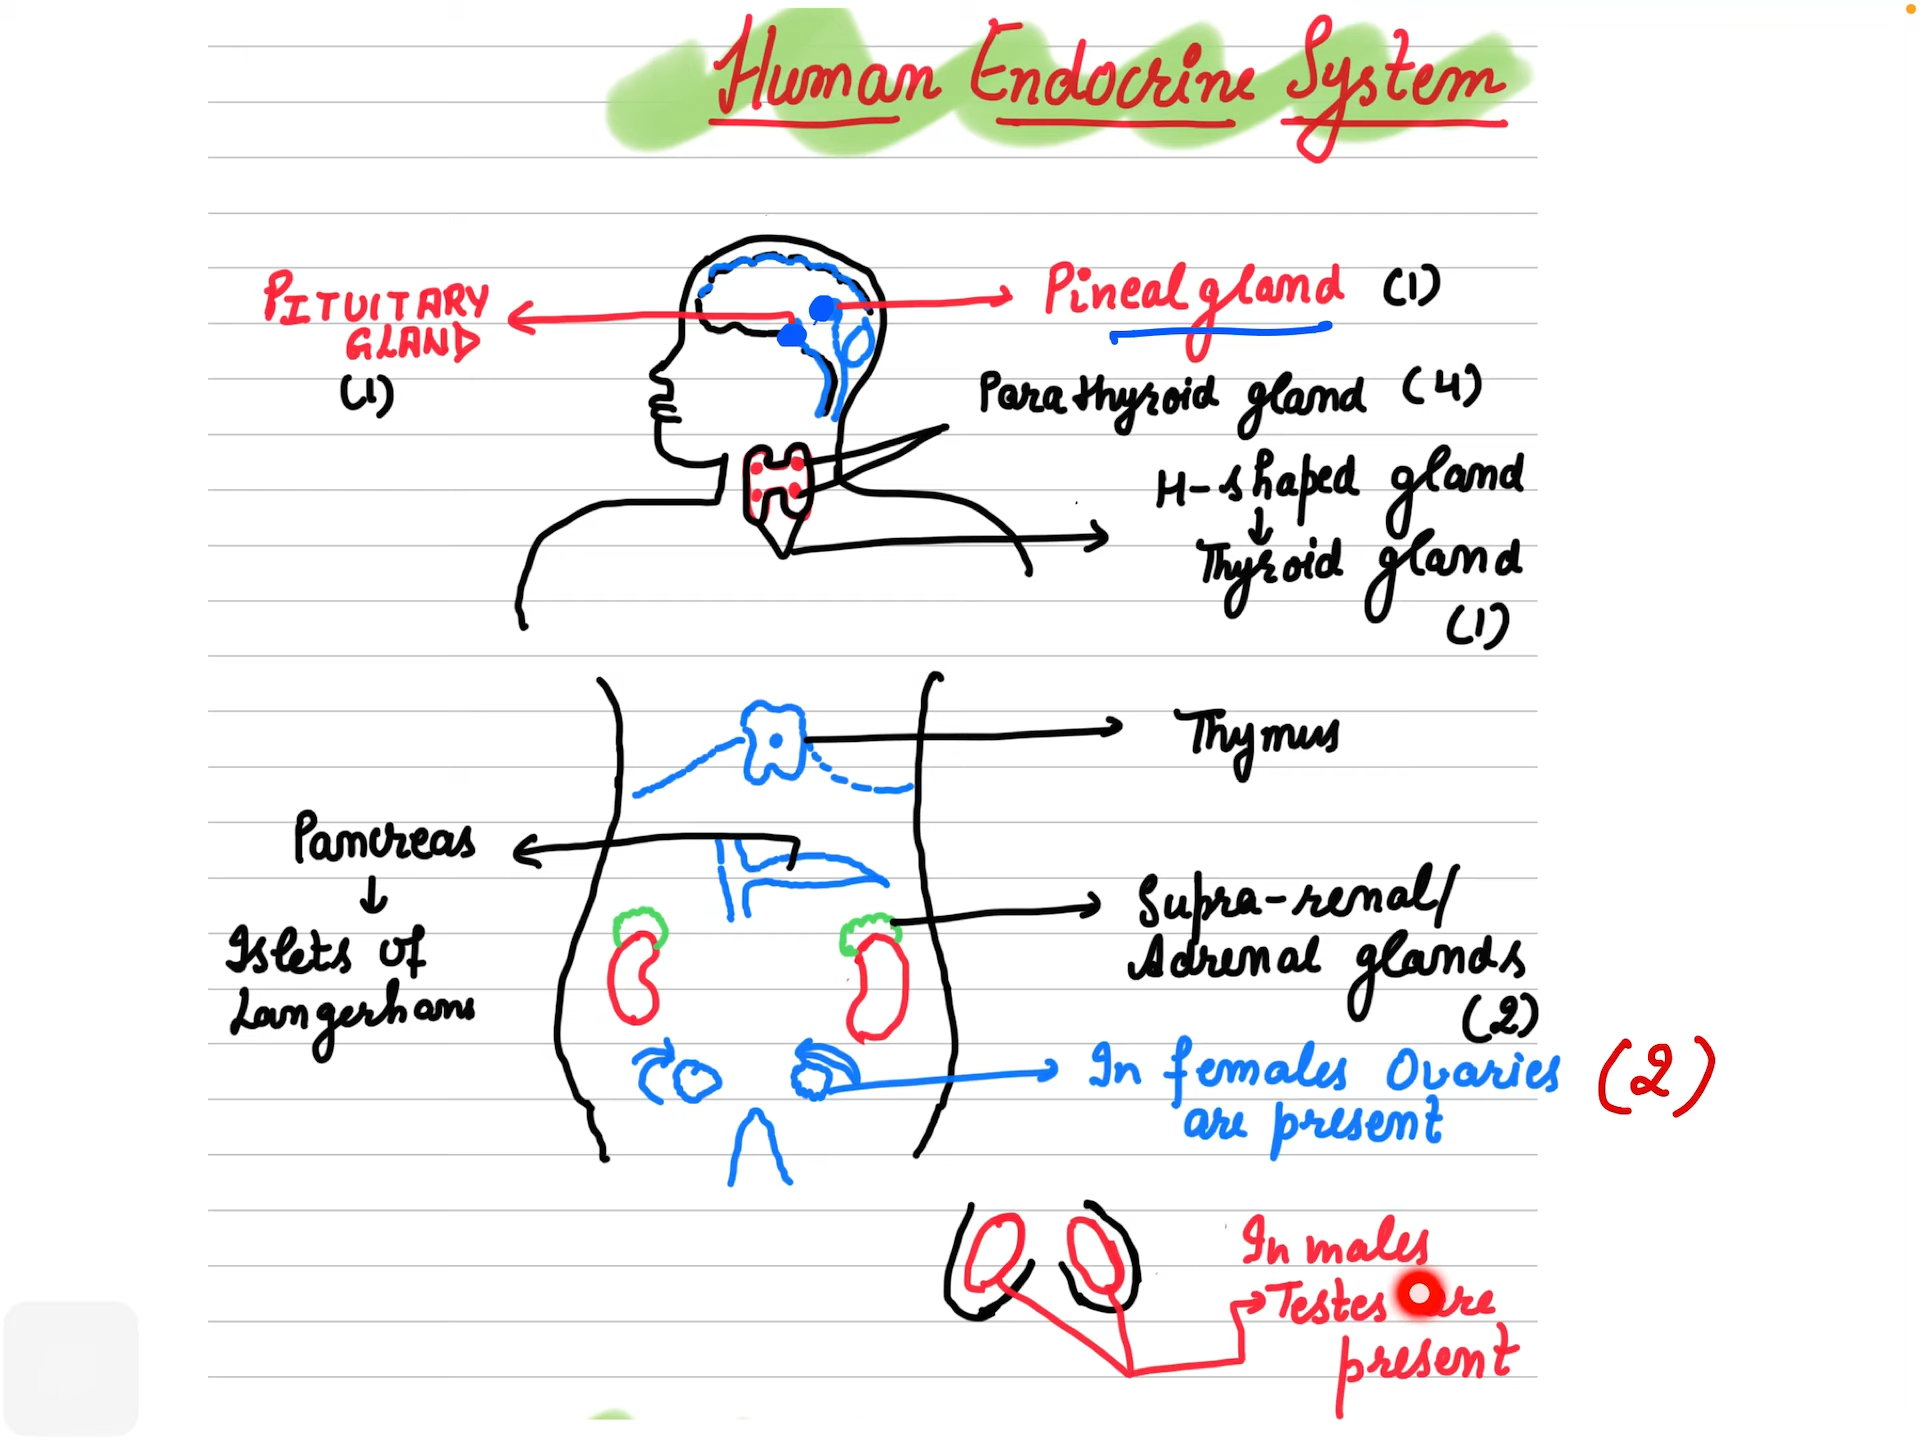 Human Endocrine System
PITUITARY
GLAND
(1)
Pineal gland (1)
Parathyroid gland (4)
H-shaped gland
Thyroid gland
(1)
Thymus
Pancreas
Islets of
Langerhans
Supra-renal/
Adrenal glands
(2)
In females Ovaries (2)
are present
In males
Testes are
present